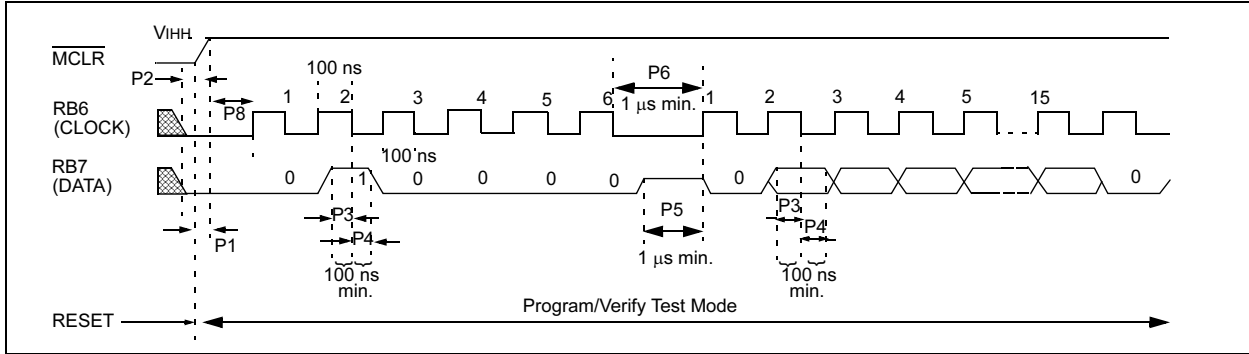 VIHH
MCLR
P2
100 ns
P6
P8
1 2 3 4 5 6
1 μs min.
1 2 3 4 5 15
RB6
(CLOCK)
100 ns
RB7
(DATA)
0 1 0 0 0 0
0
0
P3
P4
P5
P3
P4
P1
100 ns
min.
1 μs min.
100 ns
min.
Program/Verify Test Mode
RESET